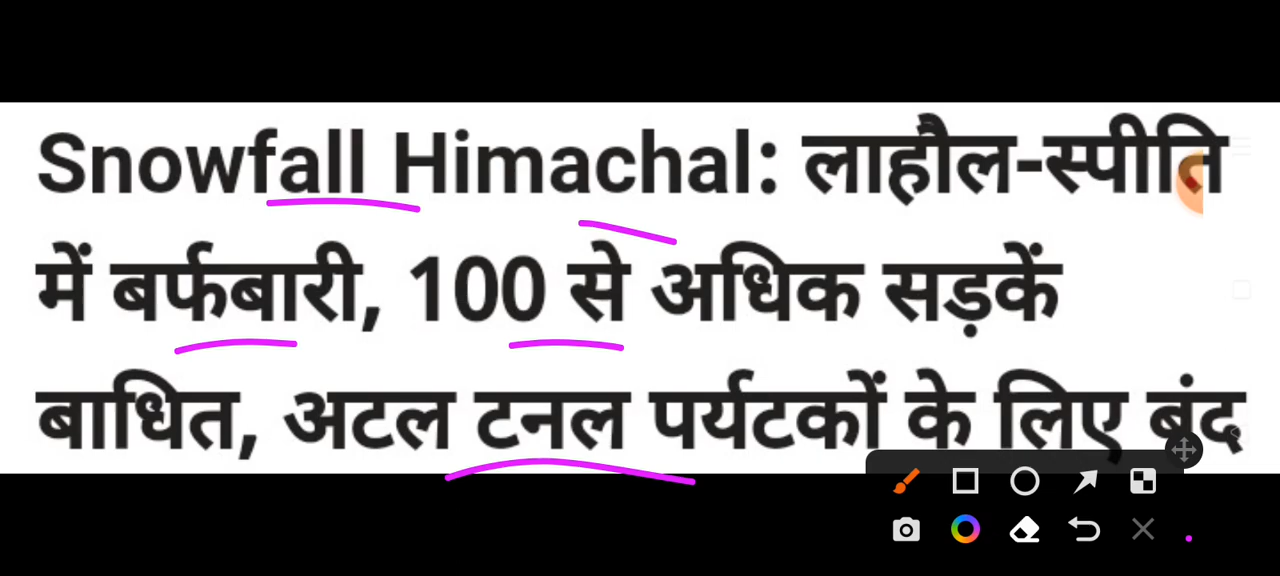 Snowfall Himachal: लाहौल-स्पीति
में बर्फबारी, 100 से अधिक सड़कें
बाधित, अटल टनल पर्यटकों के लिए बंद